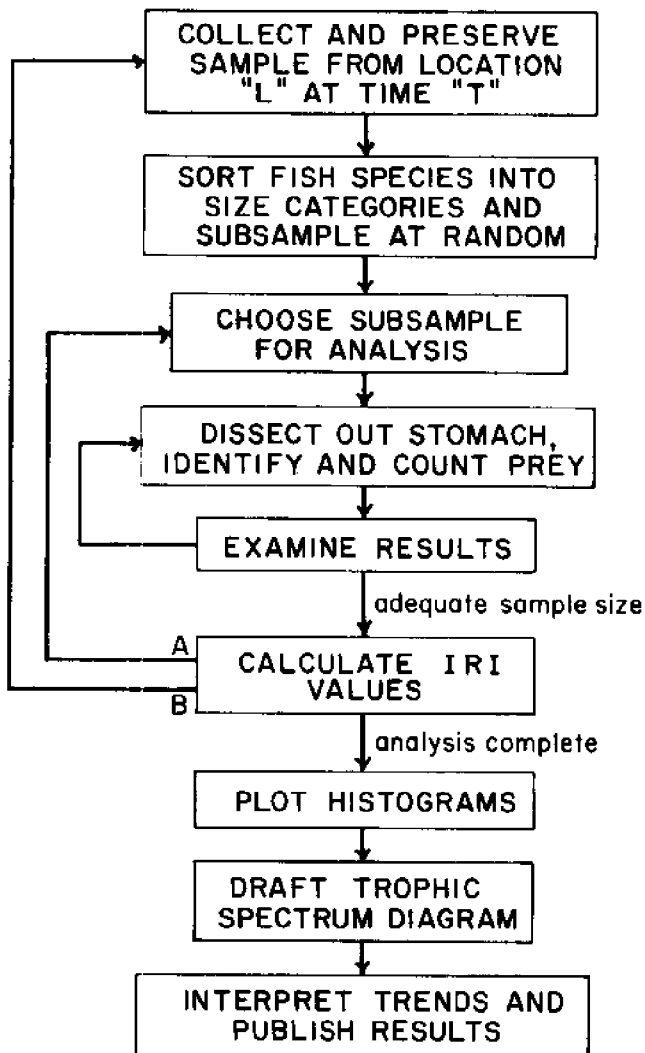 COLLECT AND PRESERVE
SAMPLE FROM LOCATION
"L" AT TIME "T"
SORT FISH SPECIES INTO
SIZE CATEGORIES AND
SUBSAMPLE AT RANDOM
CHOOSE SUBSAMPLE
FOR ANALYSIS
DISSECT OUT STOMACH,
IDENTIFY AND COUNT PREY
EXAMINE RESULTS
adequate sample size
A
CALCULATE IRI
VALUES
B
analysis complete
PLOT HISTOGRAMS
DRAFT TROPHIC
SPECTRUM DIAGRAM
INTERPRET TRENDS AND
PUBLISH RESULTS